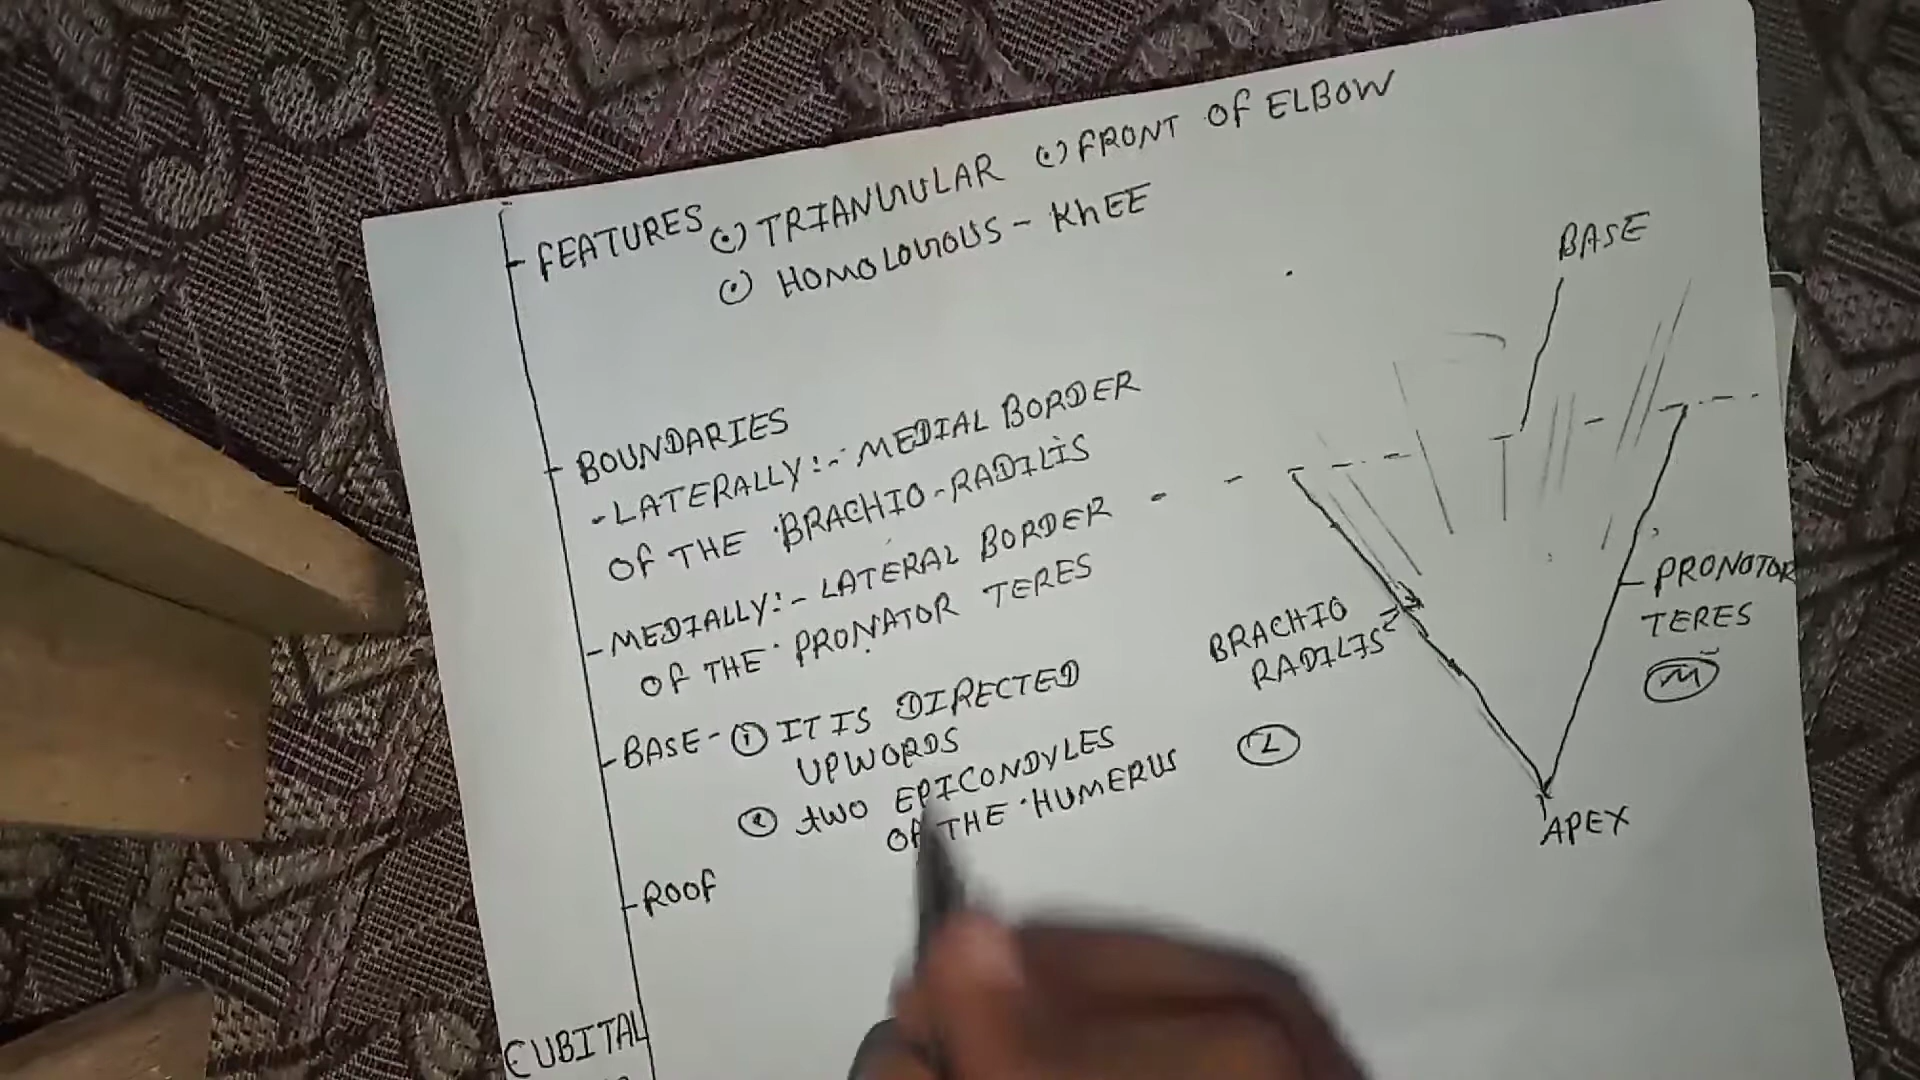 FEATURES (•) TRIANGULAR (•) FRONT OF ELBOW
(•) HOMOLOGOUS - KNEE
BOUNDARIES
- LATERALLY:- MEDIAL BORDER
OF THE BRACHIO-RADILIS
- MEDIALLY:- LATERAL BORDER
OF THE PRONATOR TERES
- BASE - ① IT IS DIRECTED
UPWORDS
② TWO EPICONDYLES
OF THE HUMERUS
- ROOF
CUBITAL
BASE
BRACHIO
RADILIS
L
PRONOTOR
TERES
M
APEX